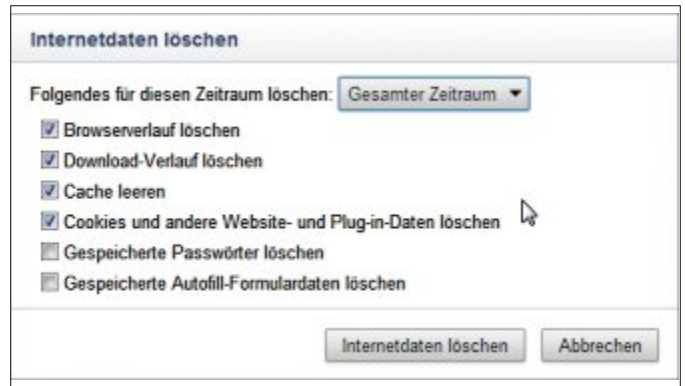 Internetdaten löschen
Folgendes für diesen Zeitraum löschen: Gesamter Zeitraum
Browserverlauf löschen
Download-Verlauf löschen
Cache leeren
Cookies und andere Website- und Plug-in-Daten löschen
Gespeicherte Passwörter löschen
Gespeicherte Autofill-Formulardaten löschen
Internetdaten löschen Abbrechen